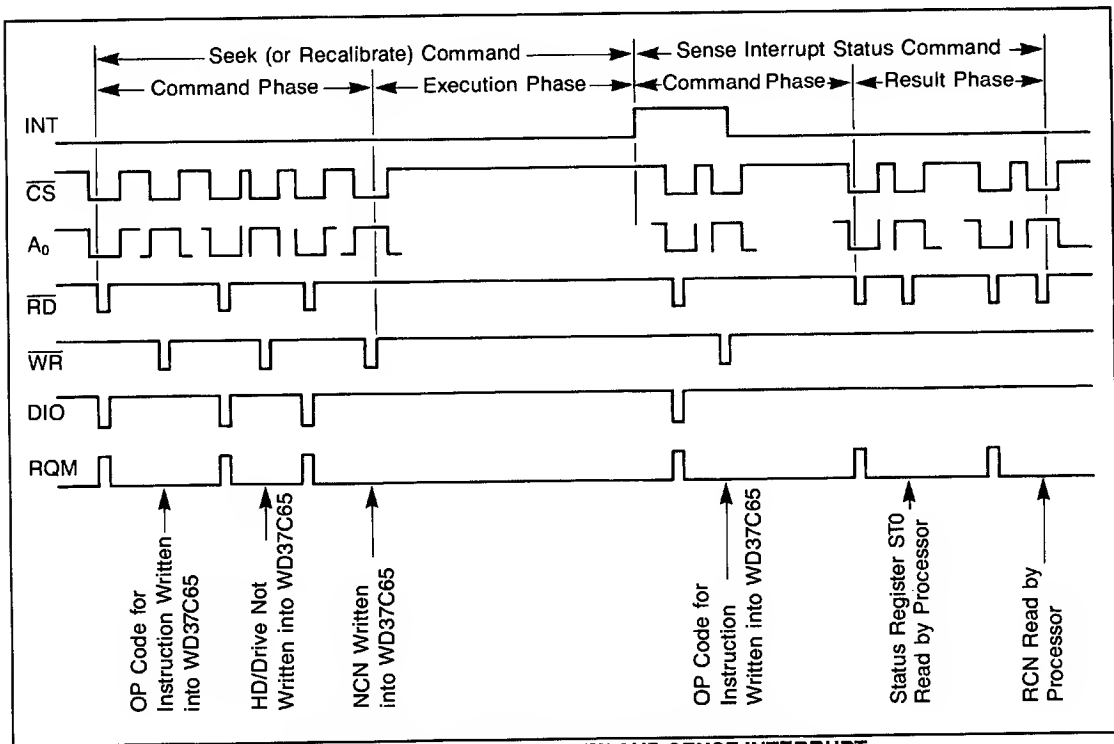 Seek (or Recalibrate) Command
Sense Interrupt Status Command
Command Phase
Execution Phase
Command Phase
Result Phase
INT
CS
A0
RD
WR
DIO
RQM
OP Code for
Instruction Written
into WD37C65
HD/Drive Not
Written into WD37C65
NCN Written
into WD37C65
OP Code for
Instruction
Written into WD37C65
Status Register ST0
Read by Processor
RCN Read by
Processor
SENSE INTERRUPT